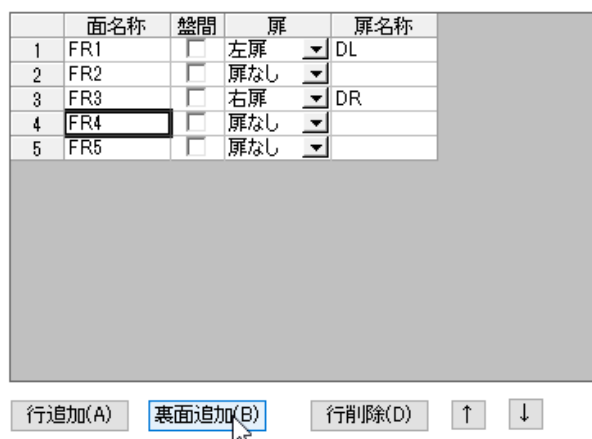 面名称 盤間 扉 扉名称
1 FR1 左扉 DL
2 FR2 扉なし
3 FR3 右扉 DR
4 FR4 扉なし
5 FR5 扉なし
行追加(A) 裏面追加(B) 行削除(D) ↑ ↓